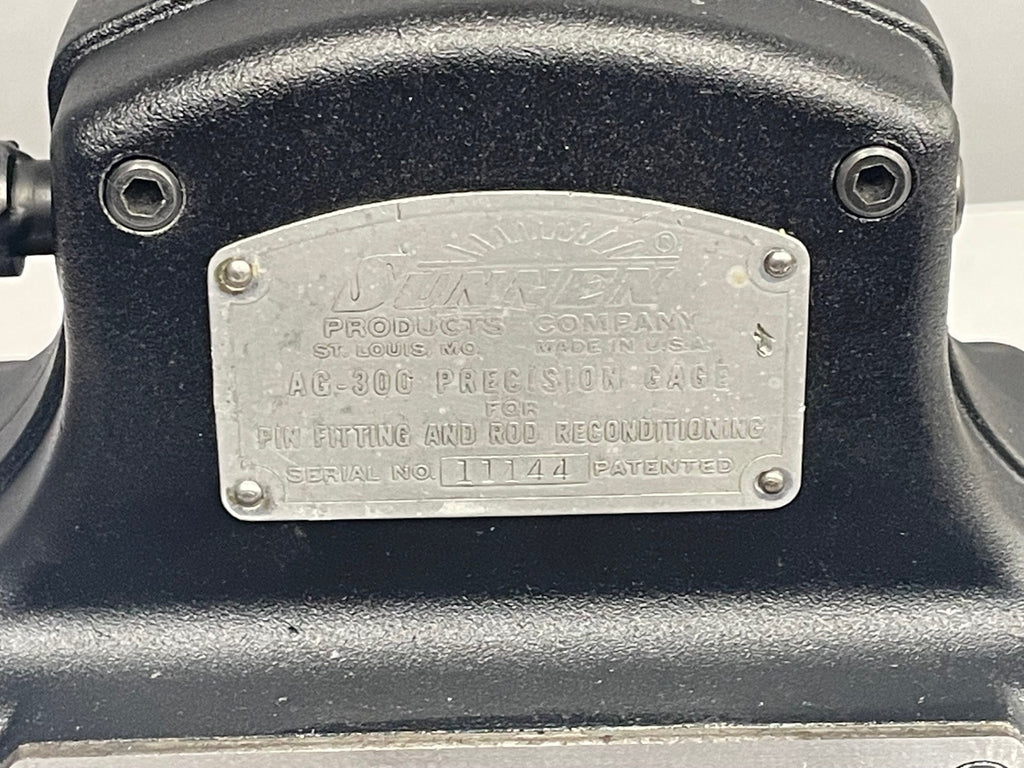 SUNNEN ®
PRODUCTS COMPANY
ST. LOUIS, MO. MADE IN U.S.A.
AG-300 PRECISION GAGE
FOR
PIN FITTING AND ROD RECONDITIONING
SERIAL NO. 11144 PATENTED